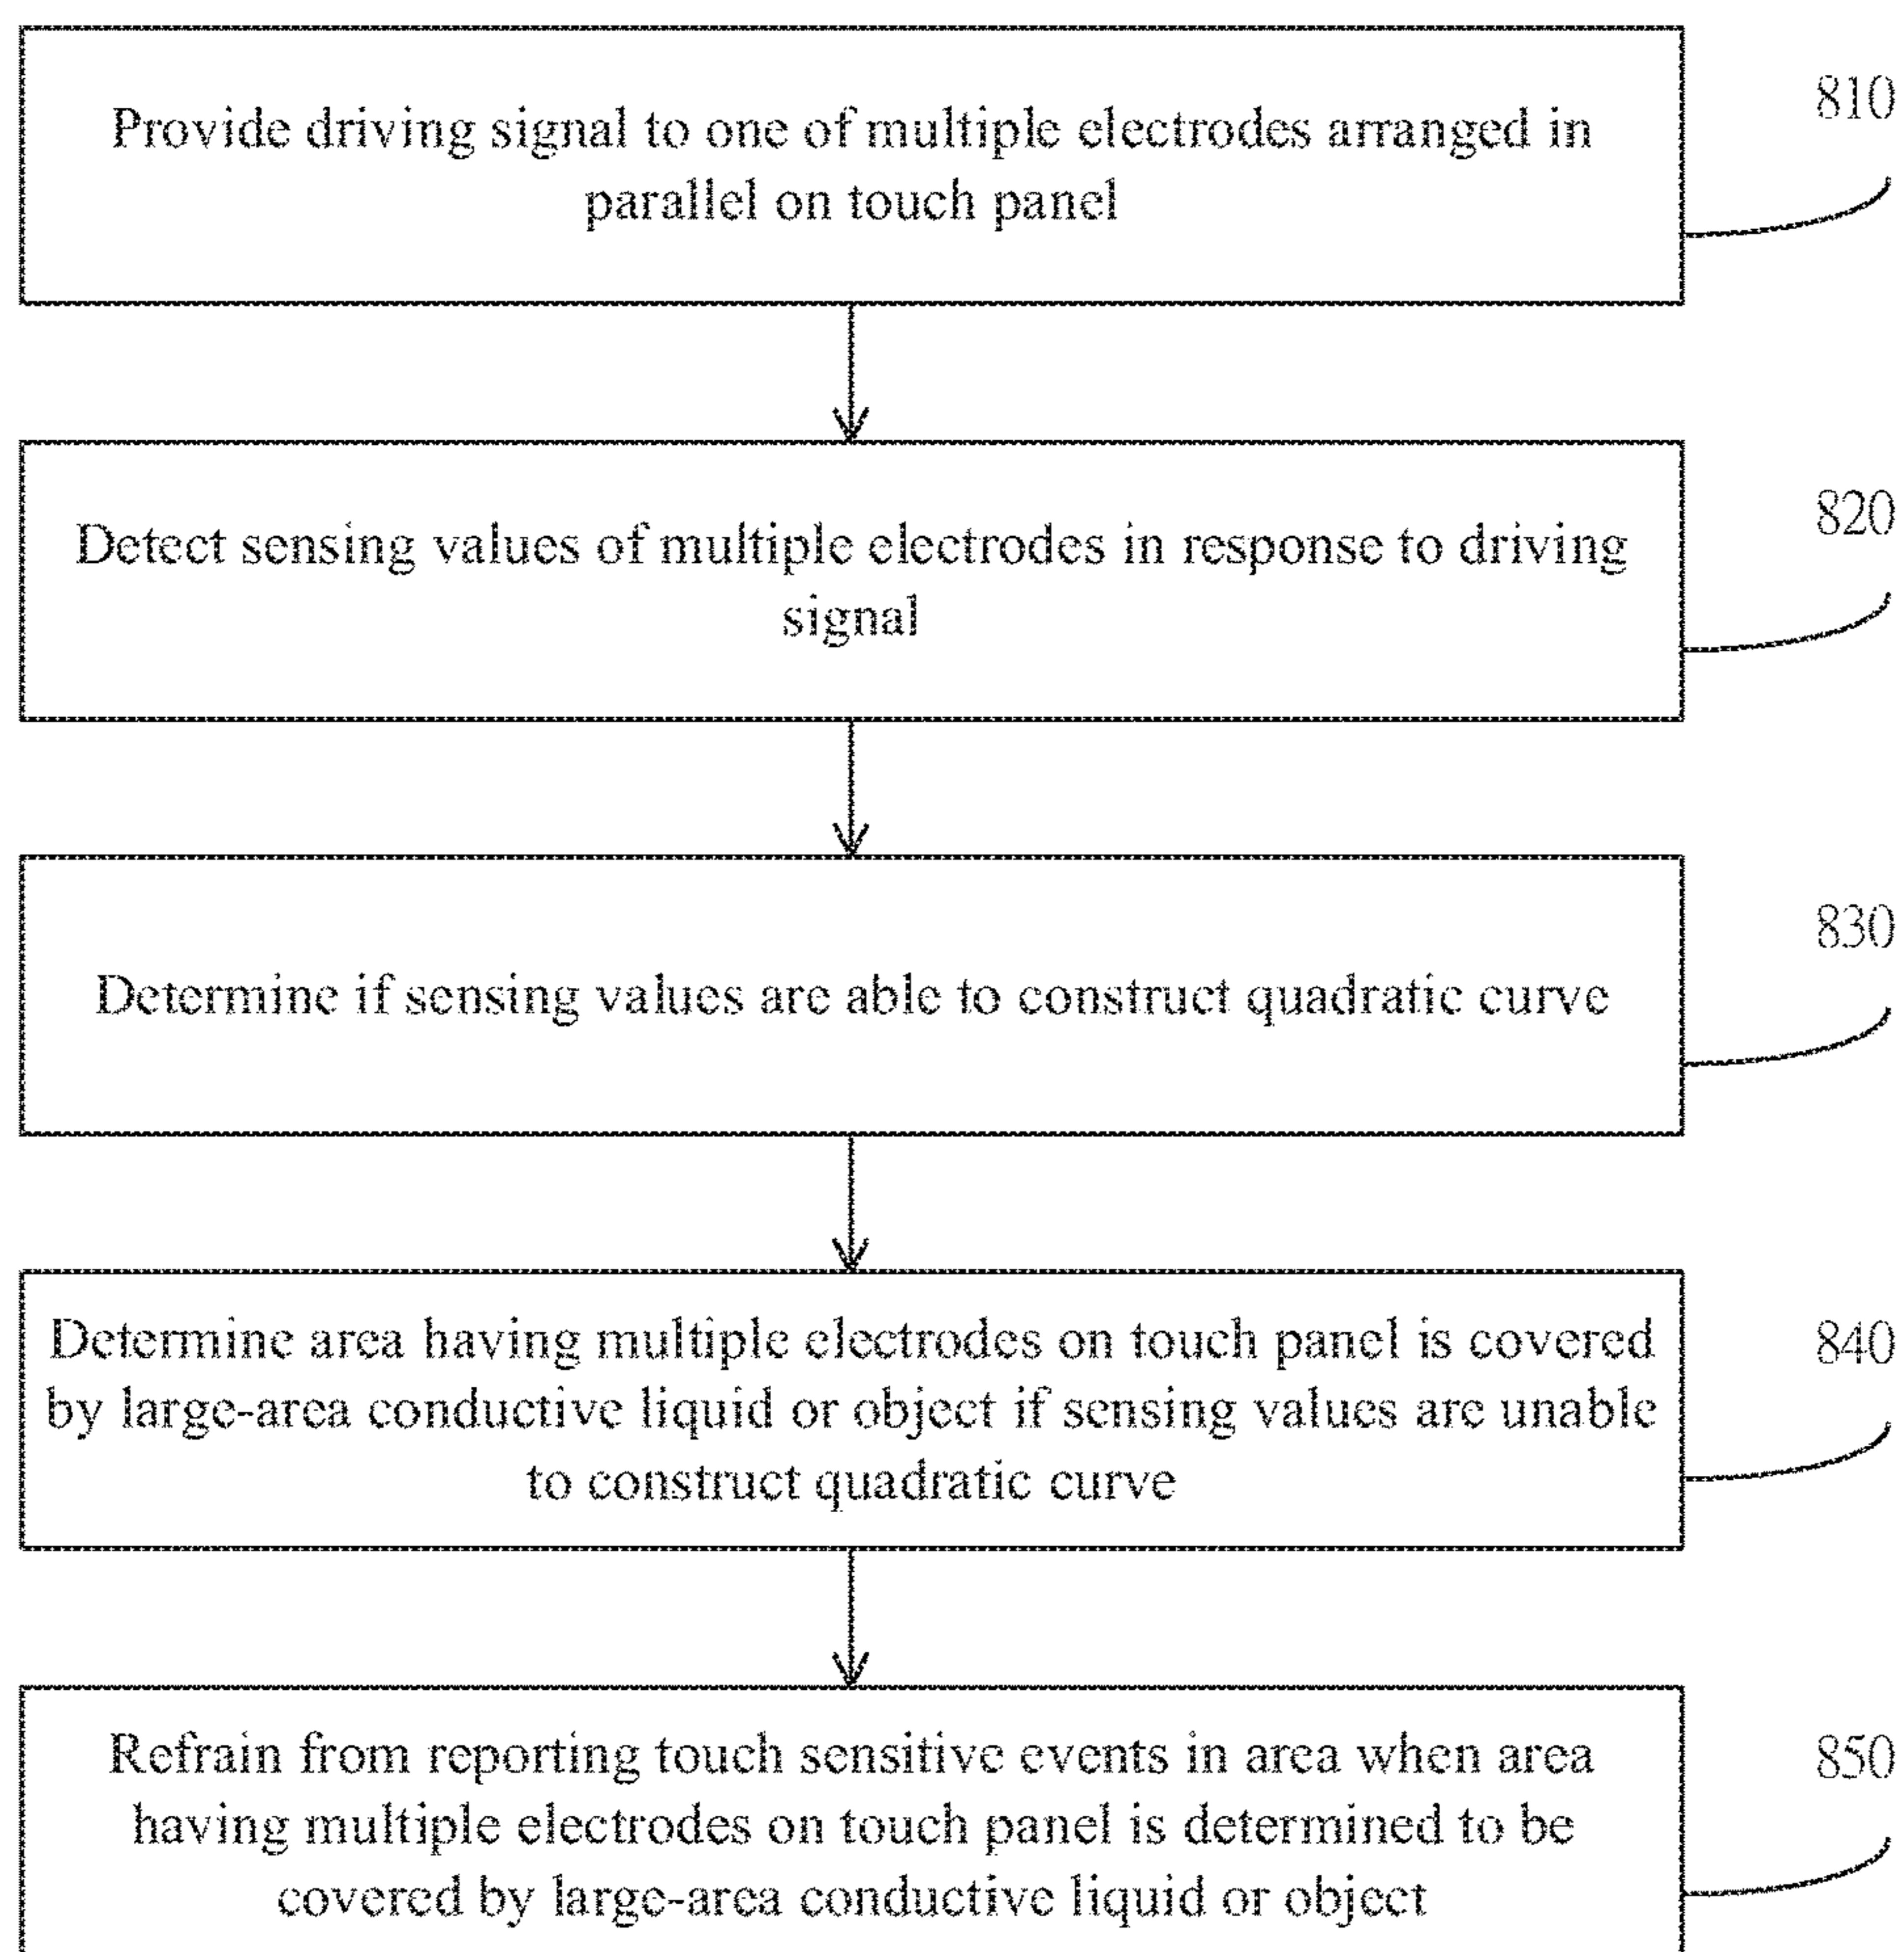 Provide driving signal to one of multiple electrodes arranged in
parallel on touch panel
810
Detect sensing values of multiple electrodes in response to driving
signal
820
Determine if sensing values are able to construct quadratic curve
830
Determine area having multiple electrodes on touch panel is covered
by large-area conductive liquid or object if sensing values are unable
to construct quadratic curve
840
Refrain from reporting touch sensitive events in area when area
having multiple electrodes on touch panel is determined to be
covered by large-area conductive liquid or object
850